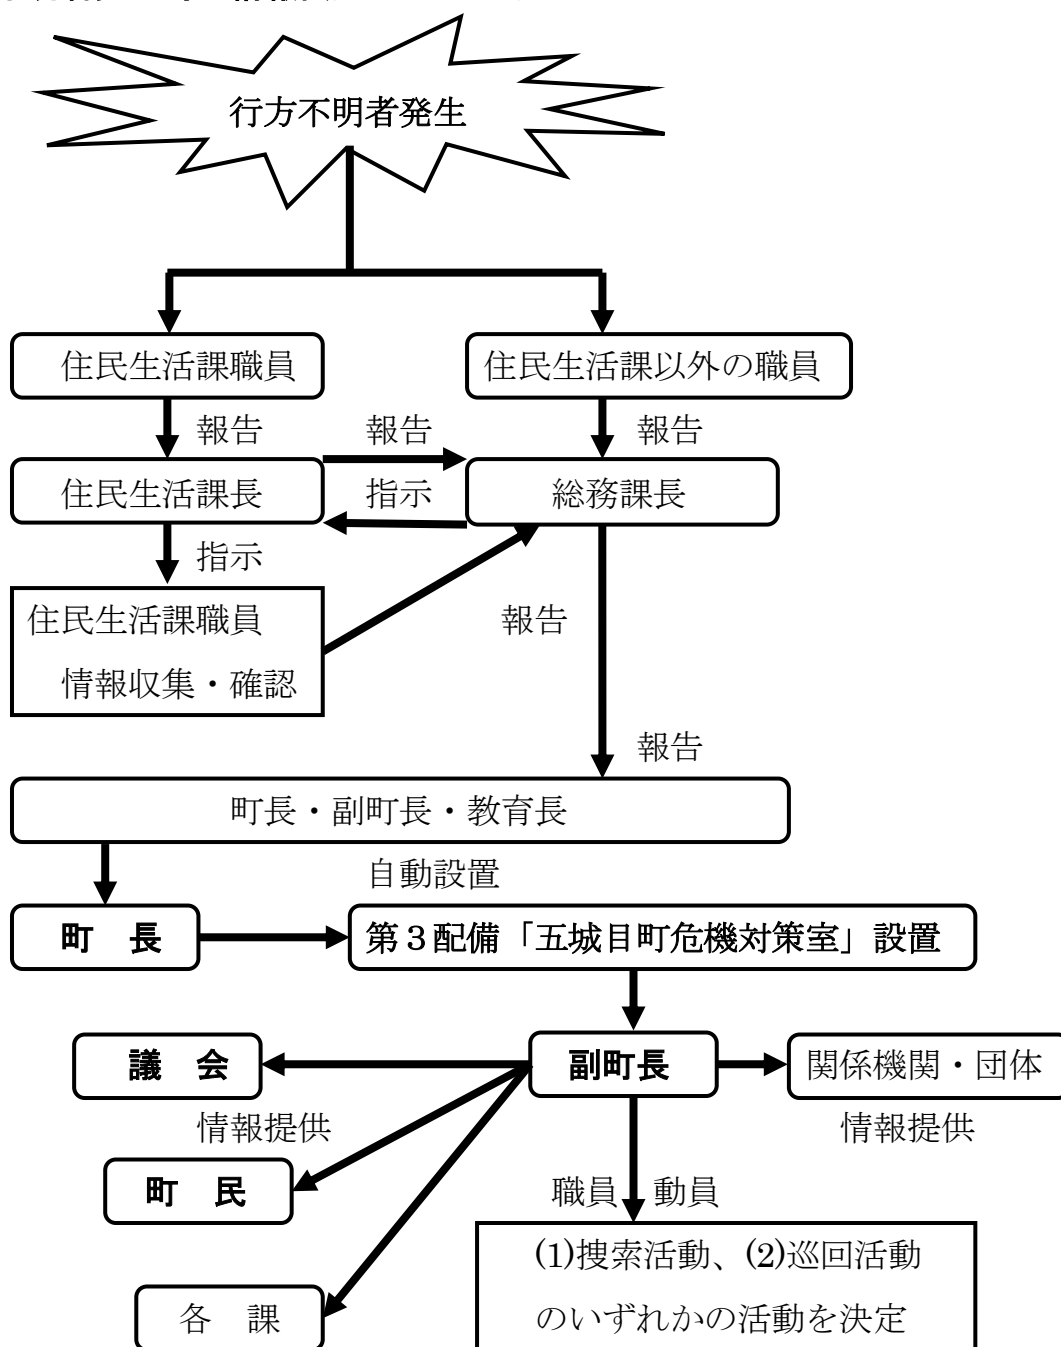 行方不明者発生
住民生活課職員
住民生活課以外の職員
報告
報告
報告
住民生活課長
指示
総務課長
指示
住民生活課職員
情報収集・確認
報告
報告
町長・副町長・教育長
自動設置
町 長
第３配備「五城目町危機対策室」設置
議 会
副町長
関係機関・団体
情報提供
情報提供
町 民
職員
動員
(1)捜索活動、(2)巡回活動
のいずれかの活動を決定
各 課